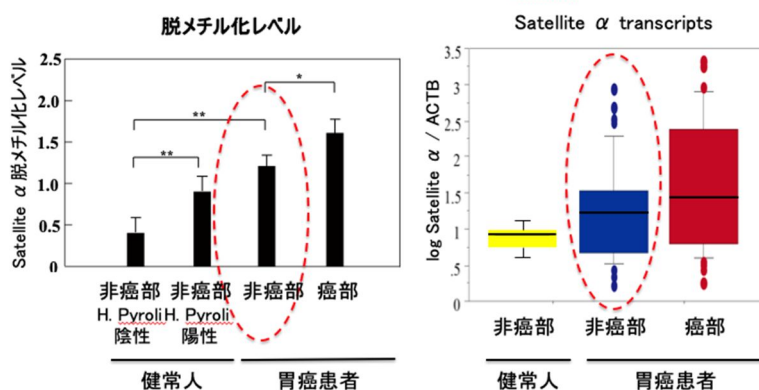 脱メチル化レベル
Satellite α 脱メチル化レベル
2.5
2.0
1.5
1.0
0.5
0
**
**
*
非癌部
H. Pyroli
陰性
非癌部
H. Pyroli
陽性
非癌部
癌部
健常人
胃癌患者
Satellite α transcripts
log Satellite α / ACTB
3.5
3
2.5
2
1.5
1
.5
0
非癌部
非癌部
癌部
健常人
胃癌患者